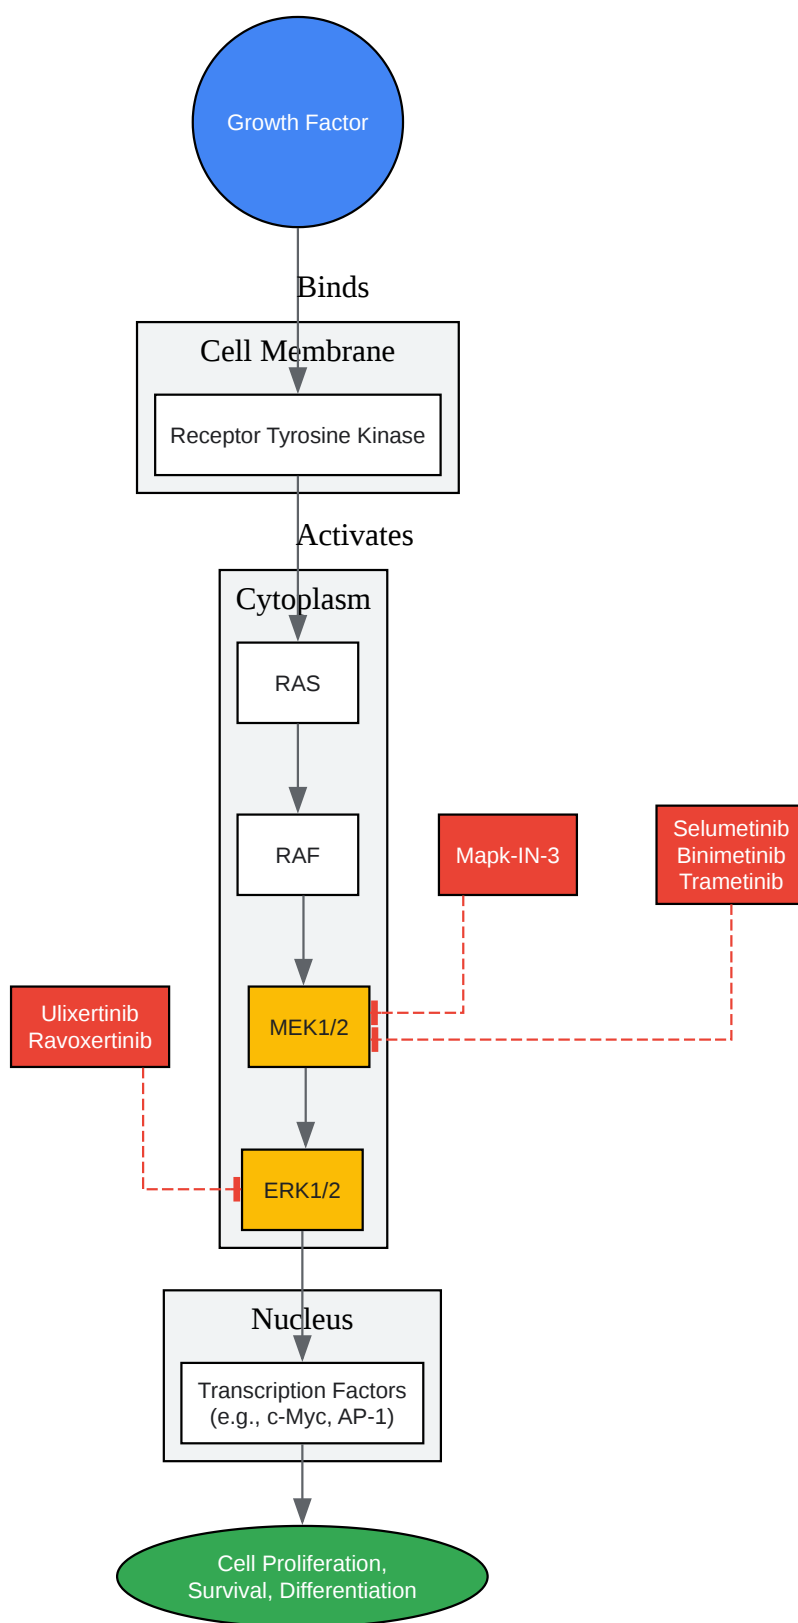 Growth Factor
Binds
Cell Membrane
Receptor Tyrosine Kinase
Activates
Cytoplasm
RAS
RAF
Mapk-IN-3
Selumetinib
Binimetinib
Trametinib
Ulixertinib
Ravoxertinib
MEK1/2
ERK1/2
Nucleus
Transcription Factors
(e.g., c-Myc, AP-1)
Cell Proliferation,
Survival, Differentiation